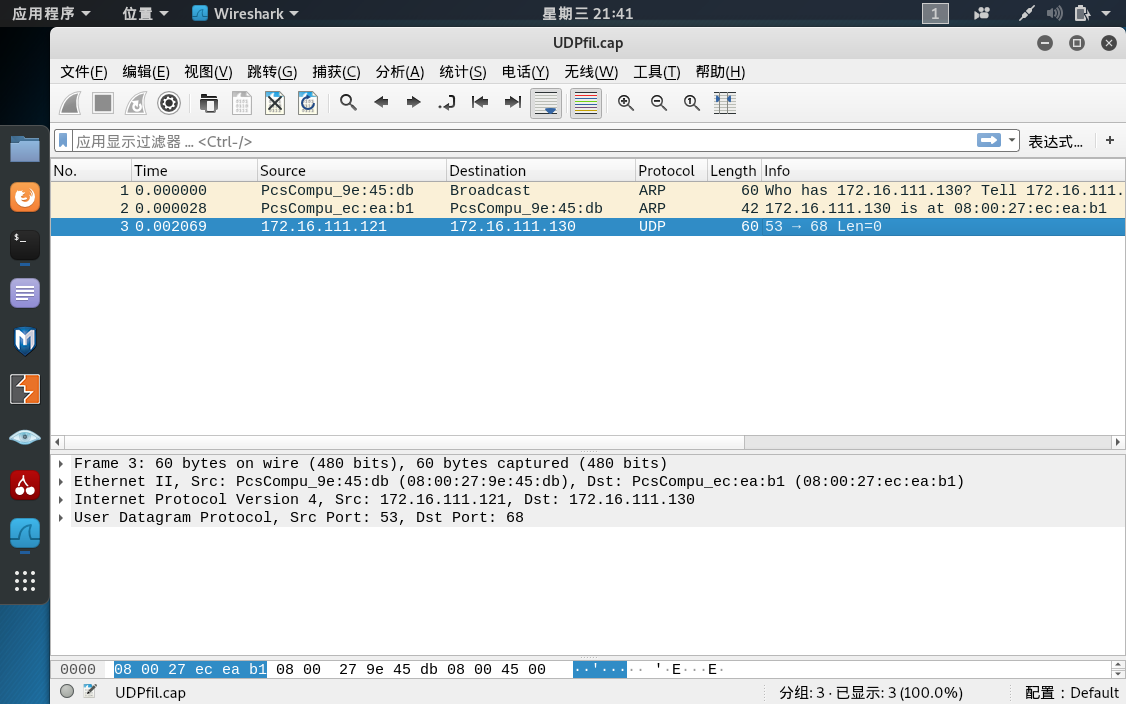 应用程序 位置 Wireshark 星期三 21:41 1
UDPfil.cap
文件(F) 编辑(E) 视图(V) 跳转(G) 捕获(C) 分析(A) 统计(S) 电话(Y) 无线(W) 工具(T) 帮助(H)
应用显示过滤器 … <Ctrl-/> 表达式… +
No. Time Source Destination Protocol Length Info
1 0.000000 PcsCompu_9e:45:db Broadcast ARP 60 Who has 172.16.111.130? Tell 172.16.111.
2 0.000028 PcsCompu_ec:ea:b1 PcsCompu_9e:45:db ARP 42 172.16.111.130 is at 08:00:27:ec:ea:b1
3 0.002069 172.16.111.121 172.16.111.130 UDP 60 53 → 68 Len=0
Frame 3: 60 bytes on wire (480 bits), 60 bytes captured (480 bits)
Ethernet II, Src: PcsCompu_9e:45:db (08:00:27:9e:45:db), Dst: PcsCompu_ec:ea:b1 (08:00:27:ec:ea:b1)
Internet Protocol Version 4, Src: 172.16.111.121, Dst: 172.16.111.130
User Datagram Protocol, Src Port: 53, Dst Port: 68
0000 08 00 27 ec ea b1 08 00 27 9e 45 db 08 00 45 00 ··'····· '·E···E·
UDPfil.cap 分组: 3 · 已显示: 3 (100.0%) 配置：Default